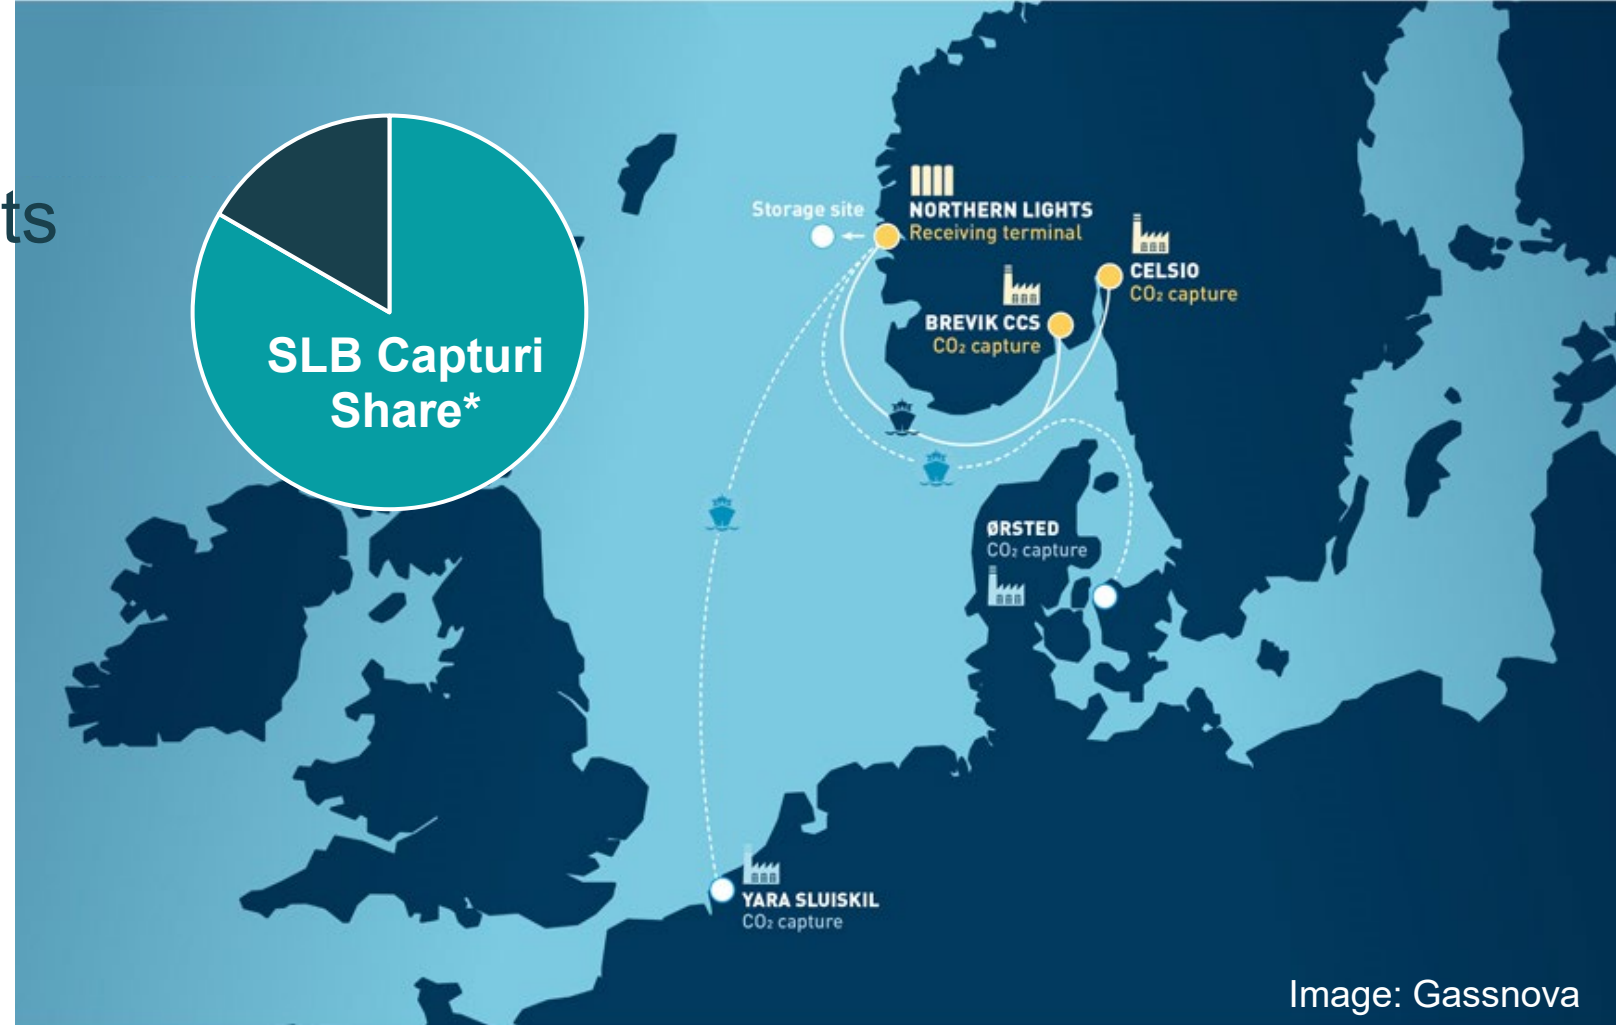 ts
SLB Capturi
Share*
Storage site
NORTHERN LIGHTS
Receiving terminal
CELSIO
CO₂ capture
BREVIK CCS
CO₂ capture
ØRSTED
CO₂ capture
YARA SLUISKIL
CO₂ capture
Image: Gassnova